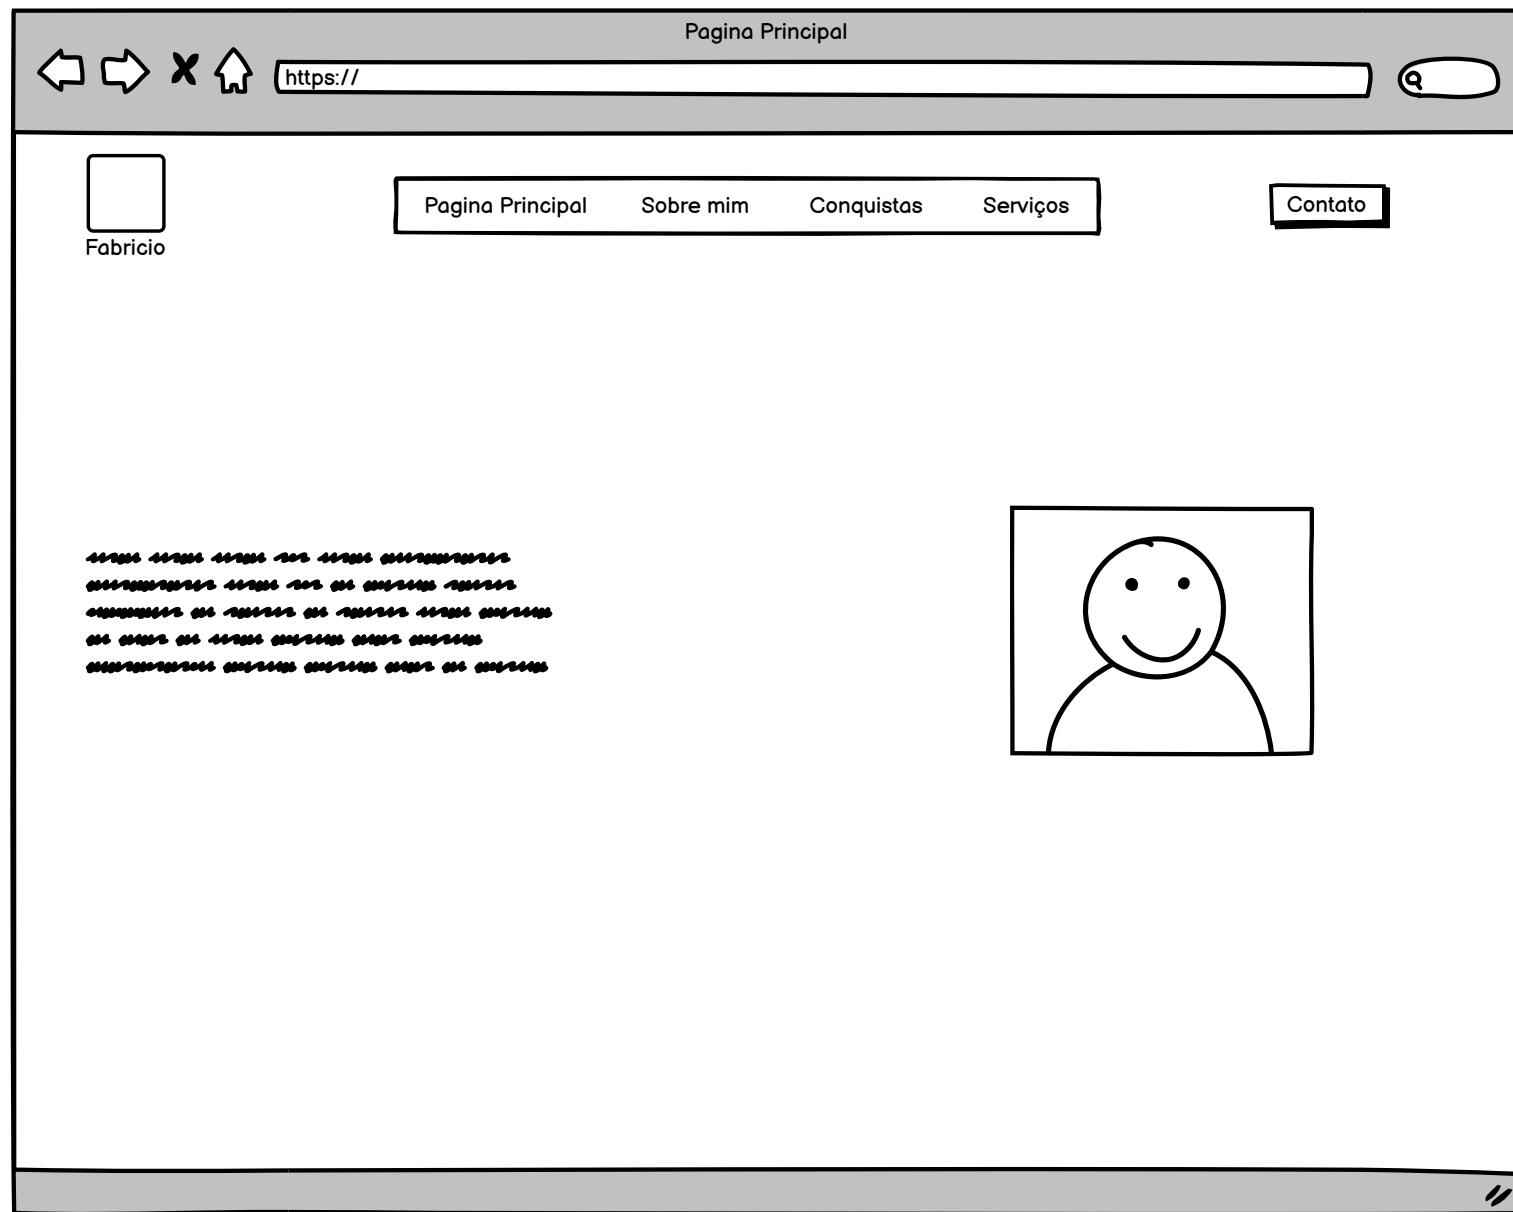 Pagina Principal
https://
Pagina Principal Sobre mim Conquistas Serviços
Contato
Fabricio